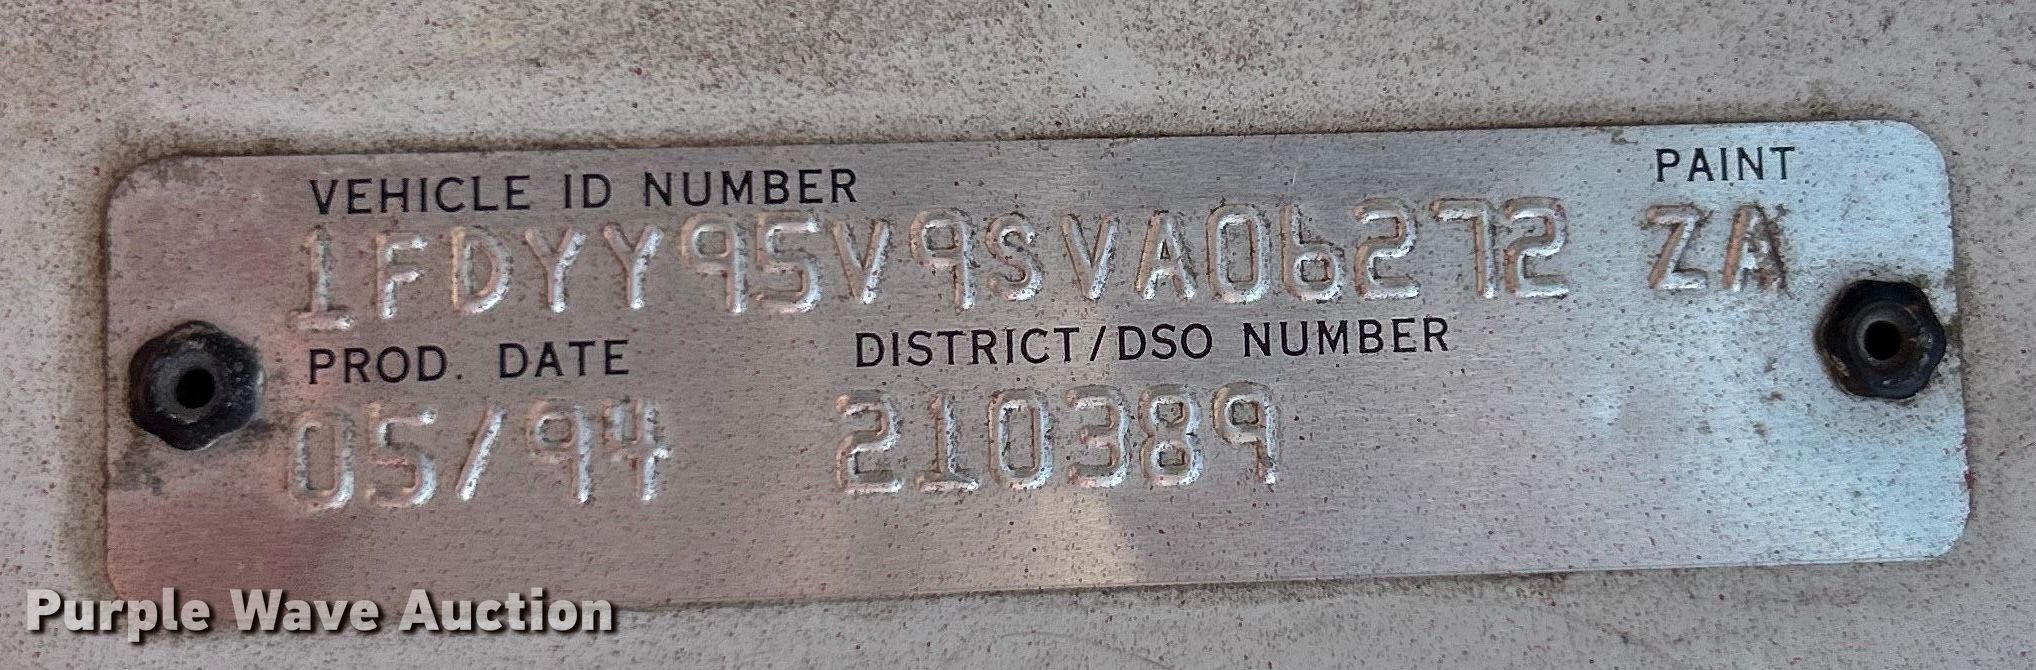 VEHICLE ID NUMBER PAINT
1FDYY95V9SVA06272 ZA
PROD. DATE DISTRICT/DSO NUMBER
05/94 210389
Purple Wave Auction